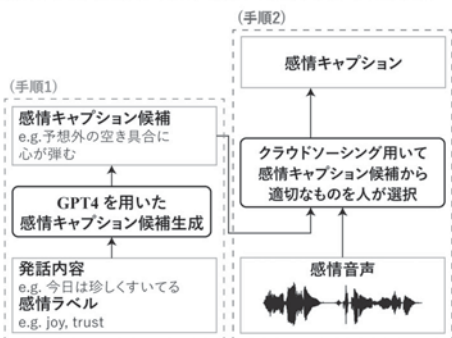 (手順1)
感情キャプション候補
e.g.予想外の空き具合に
心が弾む
GPT4 を用いた
感情キャプション候補生成
発話内容
e.g. 今日は珍しくすいてる
感情ラベル
e.g. joy, trust
(手順2)
感情キャプション
クラウドソーシング用いて
感情キャプション候補から
適切なものを人が選択
感情音声